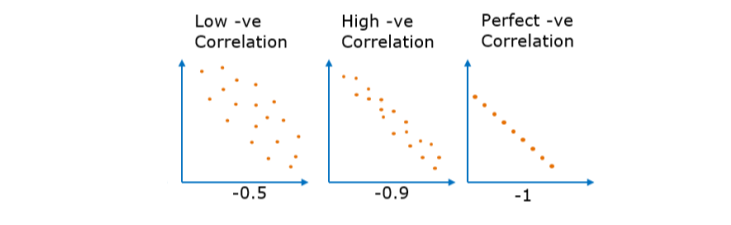 Low -ve
Correlation
High -ve
Correlation
Perfect -ve
Correlation
-0.5
-0.9
-1